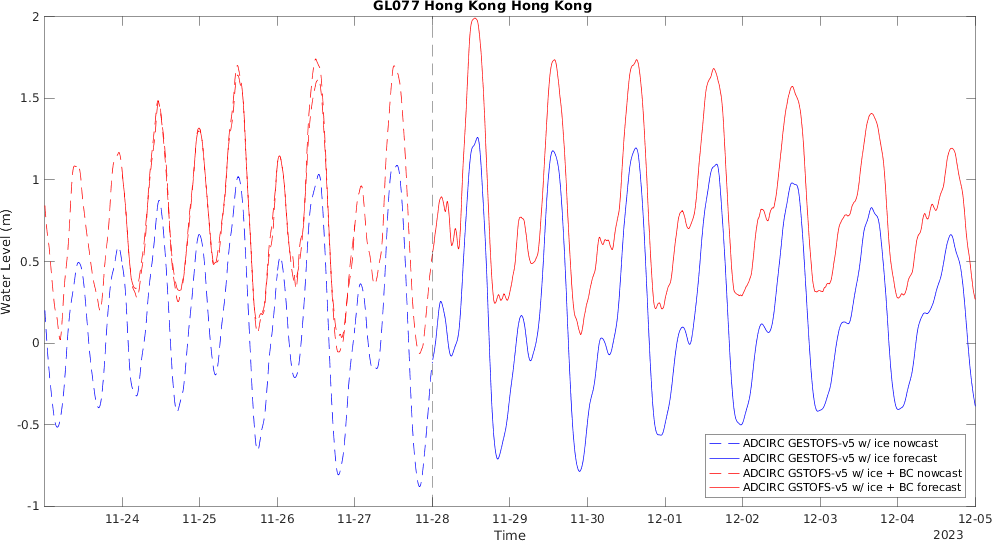 GL077 Hong Kong Hong Kong
Water Level (m)
2
1.5
1
0.5
0
-0.5
-1
ADCIRC GESTOFS-v5 w/ ice nowcast
ADCIRC GESTOFS-v5 w/ ice forecast
ADCIRC GSTOFS-v5 w/ ice + BC nowcast
ADCIRC GSTOFS-v5 w/ ice + BC forecast
11-24 11-25 11-26 11-27 11-28 11-29 11-30 12-01 12-02 12-03 12-04 12-05
Time
2023